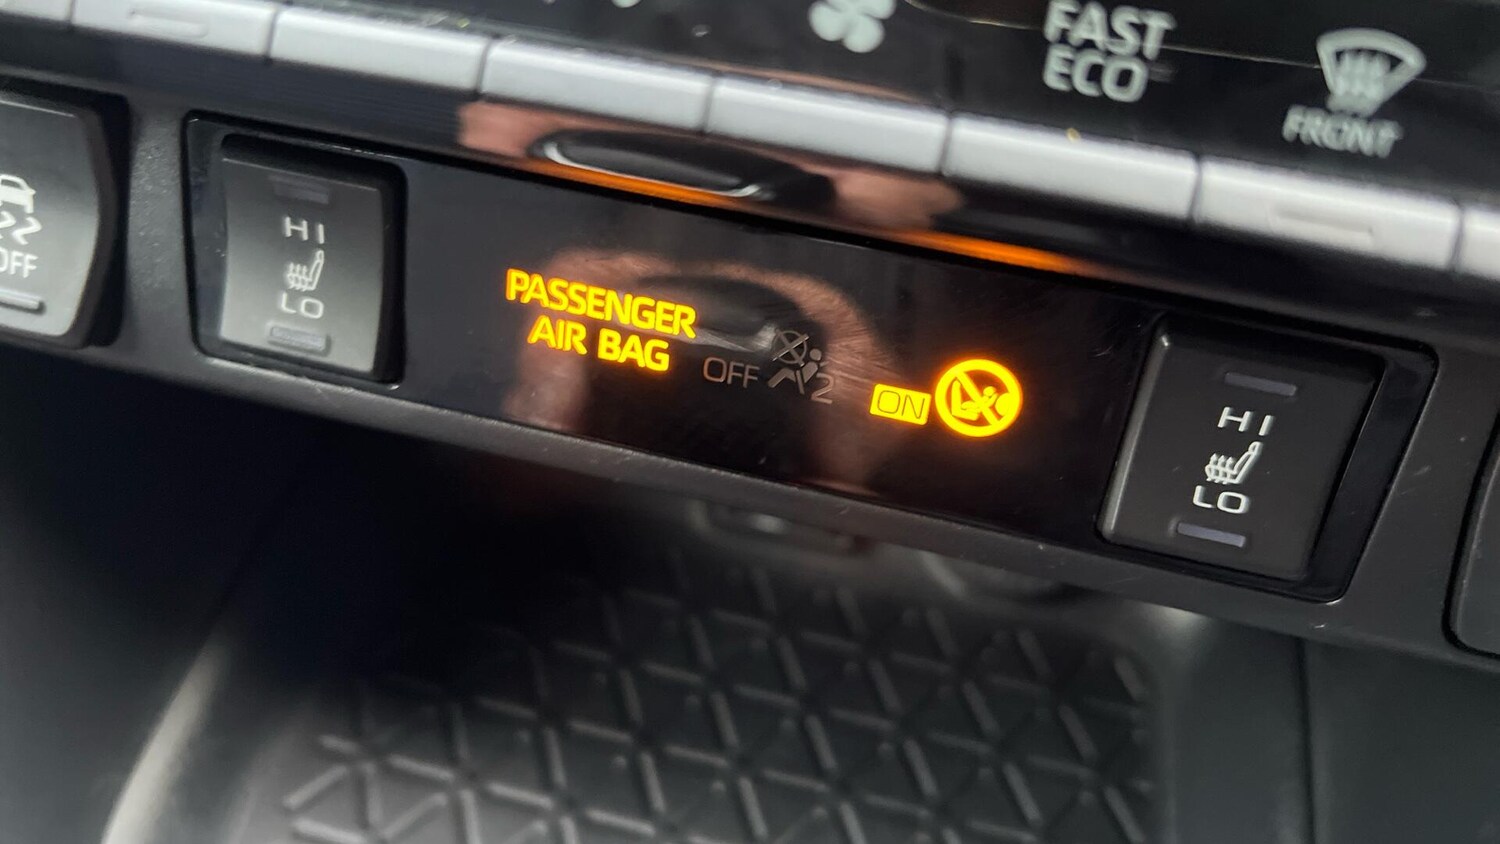 FAST
ECO
FRONT
OFF
HI
LO
PASSENGER
AIR BAG
OFF
2
ON
HI
LO